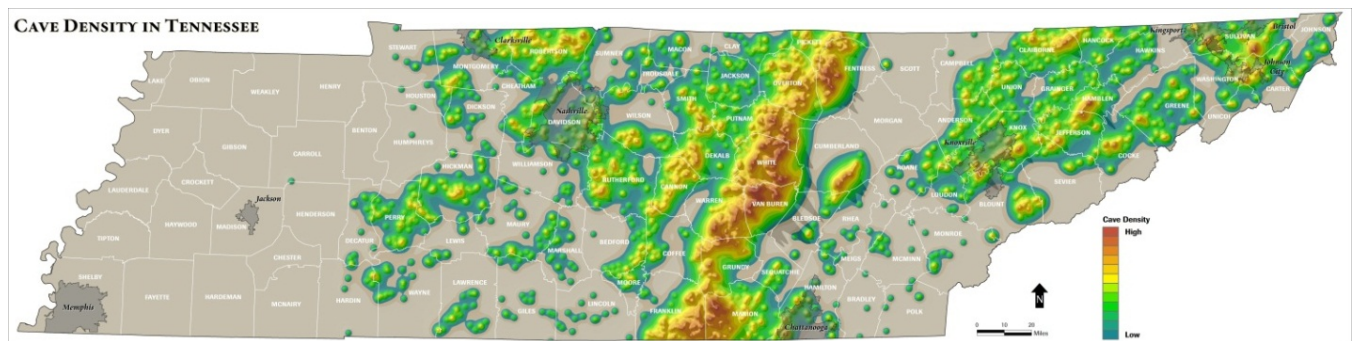 CAVE DENSITY IN TENNESSEE
LAKE
OBION
WEAKLEY
HENRY
STEWART
Clarksville
MONTGOMERY
ROBERTSON
SUMNER
MACON
CLAY
PICKETT
FENTRESS
SCOTT
CAMPBELL
CLAIBORNE
HANCOCK
HAWKINS
Kingsport
SULLIVAN
Bristol
JOHNSON
Johnson City
WASHINGTON
CARTER
UNICOI
GREENE
DYER
GIBSON
CARROLL
BENTON
HOUSTON
HUMPHREYS
DICKSON
CHEATHAM
Nashville
DAVIDSON
WILSON
TROUSDALE
SMITH
JACKSON
OVERTON
PUTNAM
MORGAN
ANDERSON
UNION
GRAINGER
HAMBLEN
KNOX
Knoxville
JEFFERSON
COCKE
SEVIER
LAUDERDALE
CROCKETT
HAYWOOD
MADISON
Jackson
HENDERSON
DECATUR
PERRY
HICKMAN
WILLIAMSON
RUTHERFORD
CANNON
DEKALB
WHITE
CUMBERLAND
ROANE
LOUDON
BLOUNT
TIPTON
SHELBY
Memphis
FAYETTE
HARDEMAN
CHESTER
MCNAIRY
HARDIN
WAYNE
LEWIS
LAWRENCE
MAURY
MARSHALL
GILES
BEDFORD
LINCOLN
MOORE
COFFEE
WARREN
VAN BUREN
BLEDSOE
RHEA
MEIGS
MCMINN
MONROE
FRANKLIN
GRUNDY
SEQUATCHIE
MARION
HAMILTON
Chattanooga
BRADLEY
POLK
Cave Density
High
Low
N
0 10 20
Miles